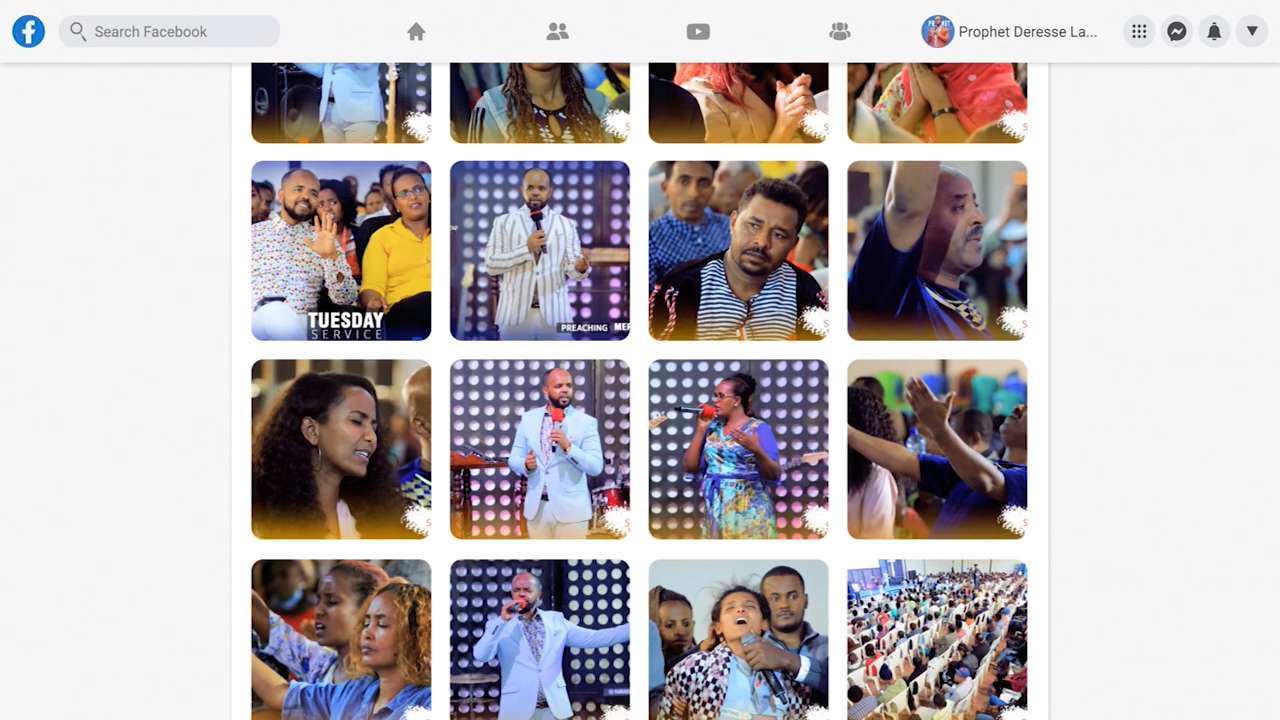 Search Facebook
Prophet Deresse La...
TUESDAY
SERVICE
PREACHING